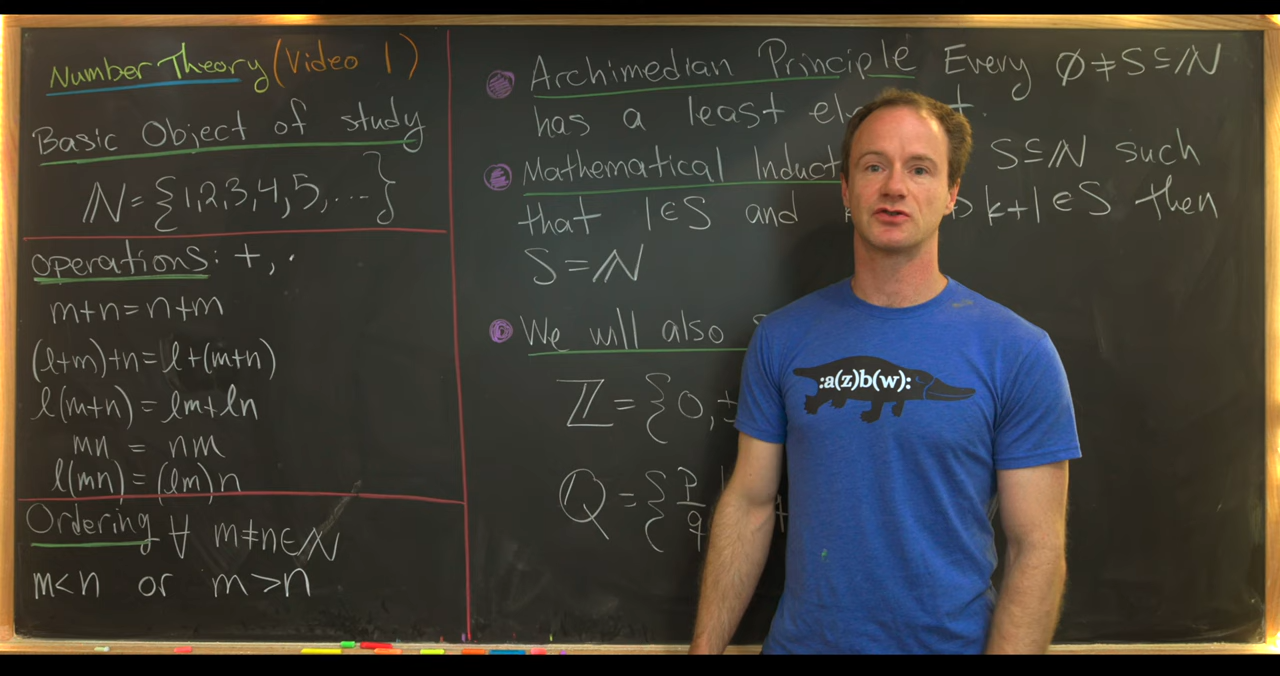 Number Theory (Video 1)
Basic Object of study
ℕ = {1,2,3,4,5, ...}
Operations: +, ·
m+n = n+m
(l+m)+n = l+(m+n)
l(m+n) = lm+ln
mn = nm
l(mn) = (lm)n
Ordering ∀ m≠n∈ℕ
m<n or m>n
Archimedian Principle Every ∅≠S⊆ℕ
has a least
Mathematical S⊆ℕ such
that 1∈S and k+1∈S then
S=ℕ
We will also
ℤ = {0, ±
ℚ = {p/q |
:a(z)b(w):